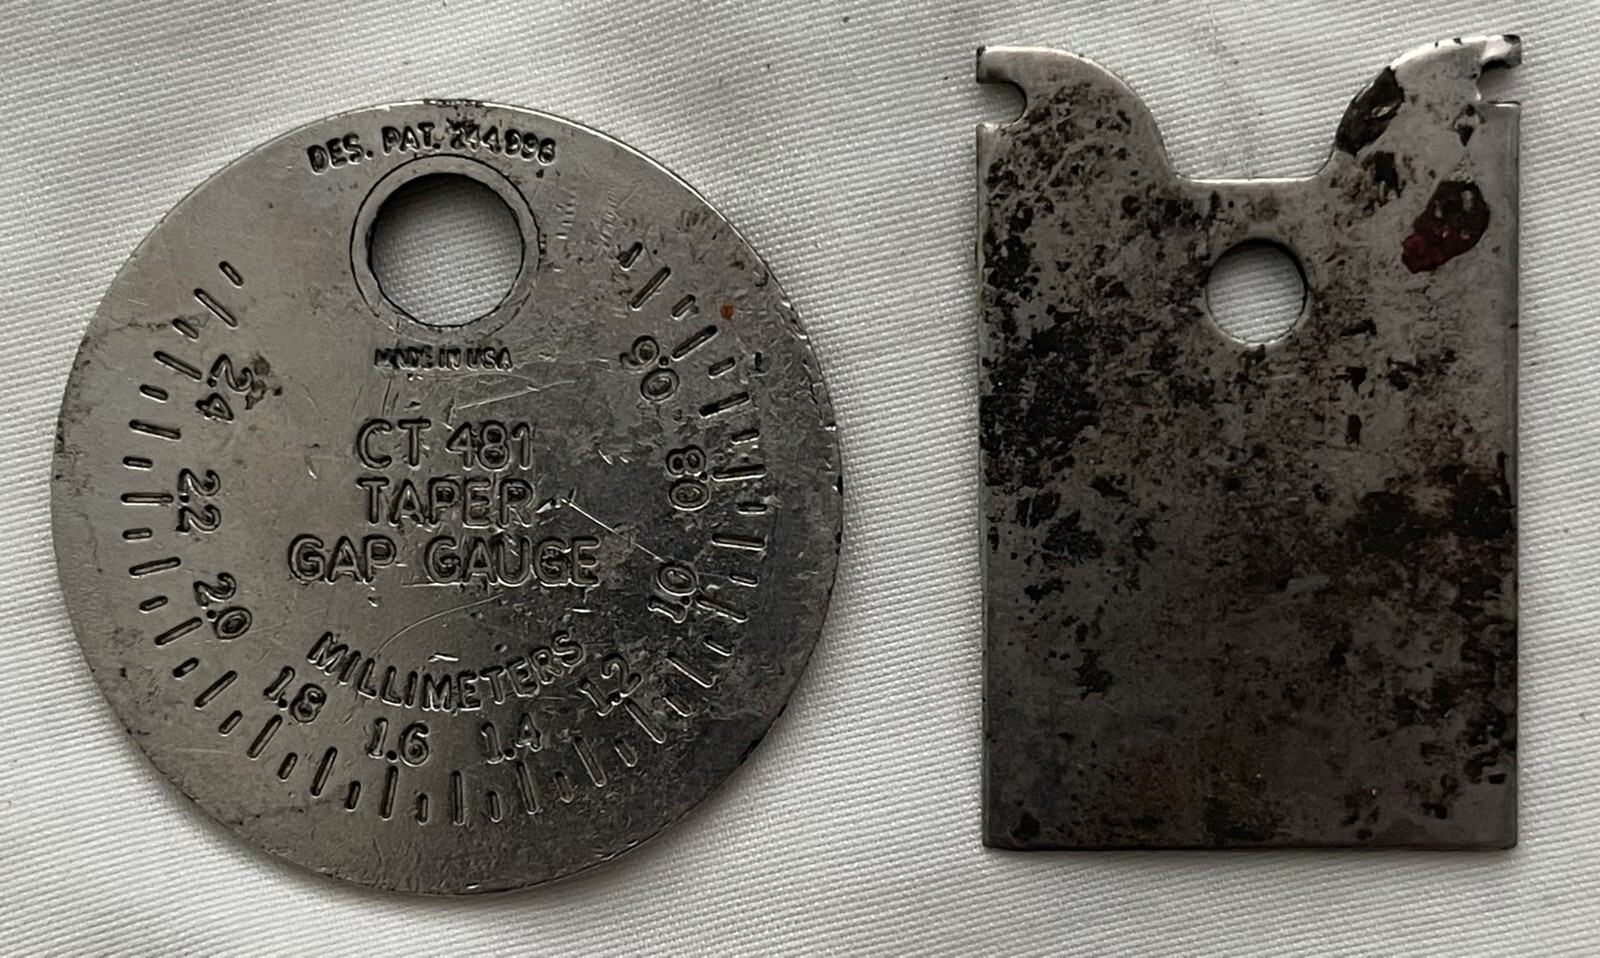 DES. PAT. 244996
MADE IN USA
CT 481
TAPER
GAP GAUGE
MILLIMETERS
2.4
2.2
2.0
1.8
1.6
1.4
1.2
1.0
.80
.60